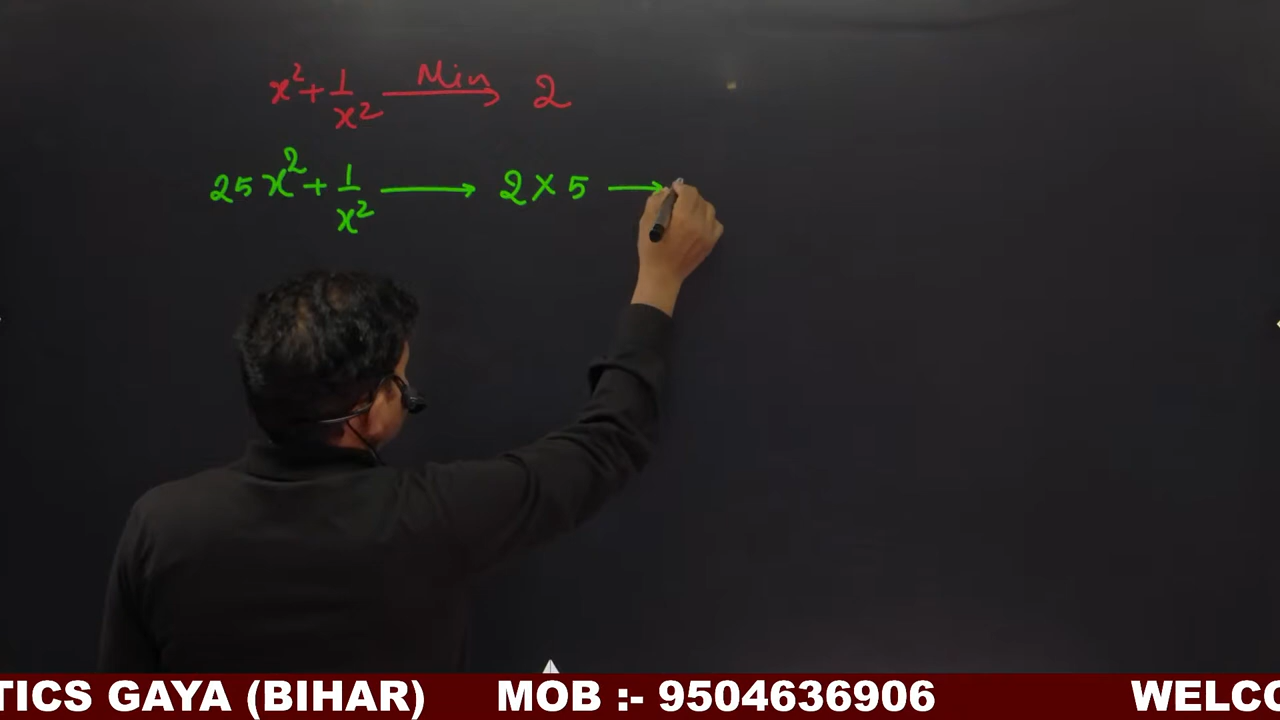 x² + 1/x² Min → 2
25x² + 1/x² → 2 × 5 →
TICS GAYA (BIHAR) MOB :- 9504636906 WELCO